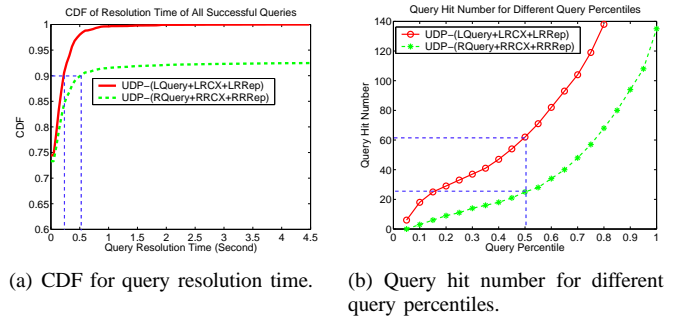 CDF of Resolution Time of All Successful Queries
1
0.95
0.9
0.85
0.8
0.75
0.7
0.65
0.6
CDF
UDP−(LQuery+LRCX+LRRep)
UDP−(RQuery+RRCX+RRRep)
0 0.5 1 1.5 2 2.5 3 3.5 4 4.5
Query Resolution Time (Second)
(a) CDF for query resolution time.
Query Hit Number for Different Query Percentiles
140
120
100
80
60
40
20
0
Query Hit Number
UDP−(LQuery+LRCX+LRRep)
UDP−(RQuery+RRCX+RRRep)
0 0.1 0.2 0.3 0.4 0.5 0.6 0.7 0.8 0.9 1
Query Percentile
(b) Query hit number for different
query percentiles.